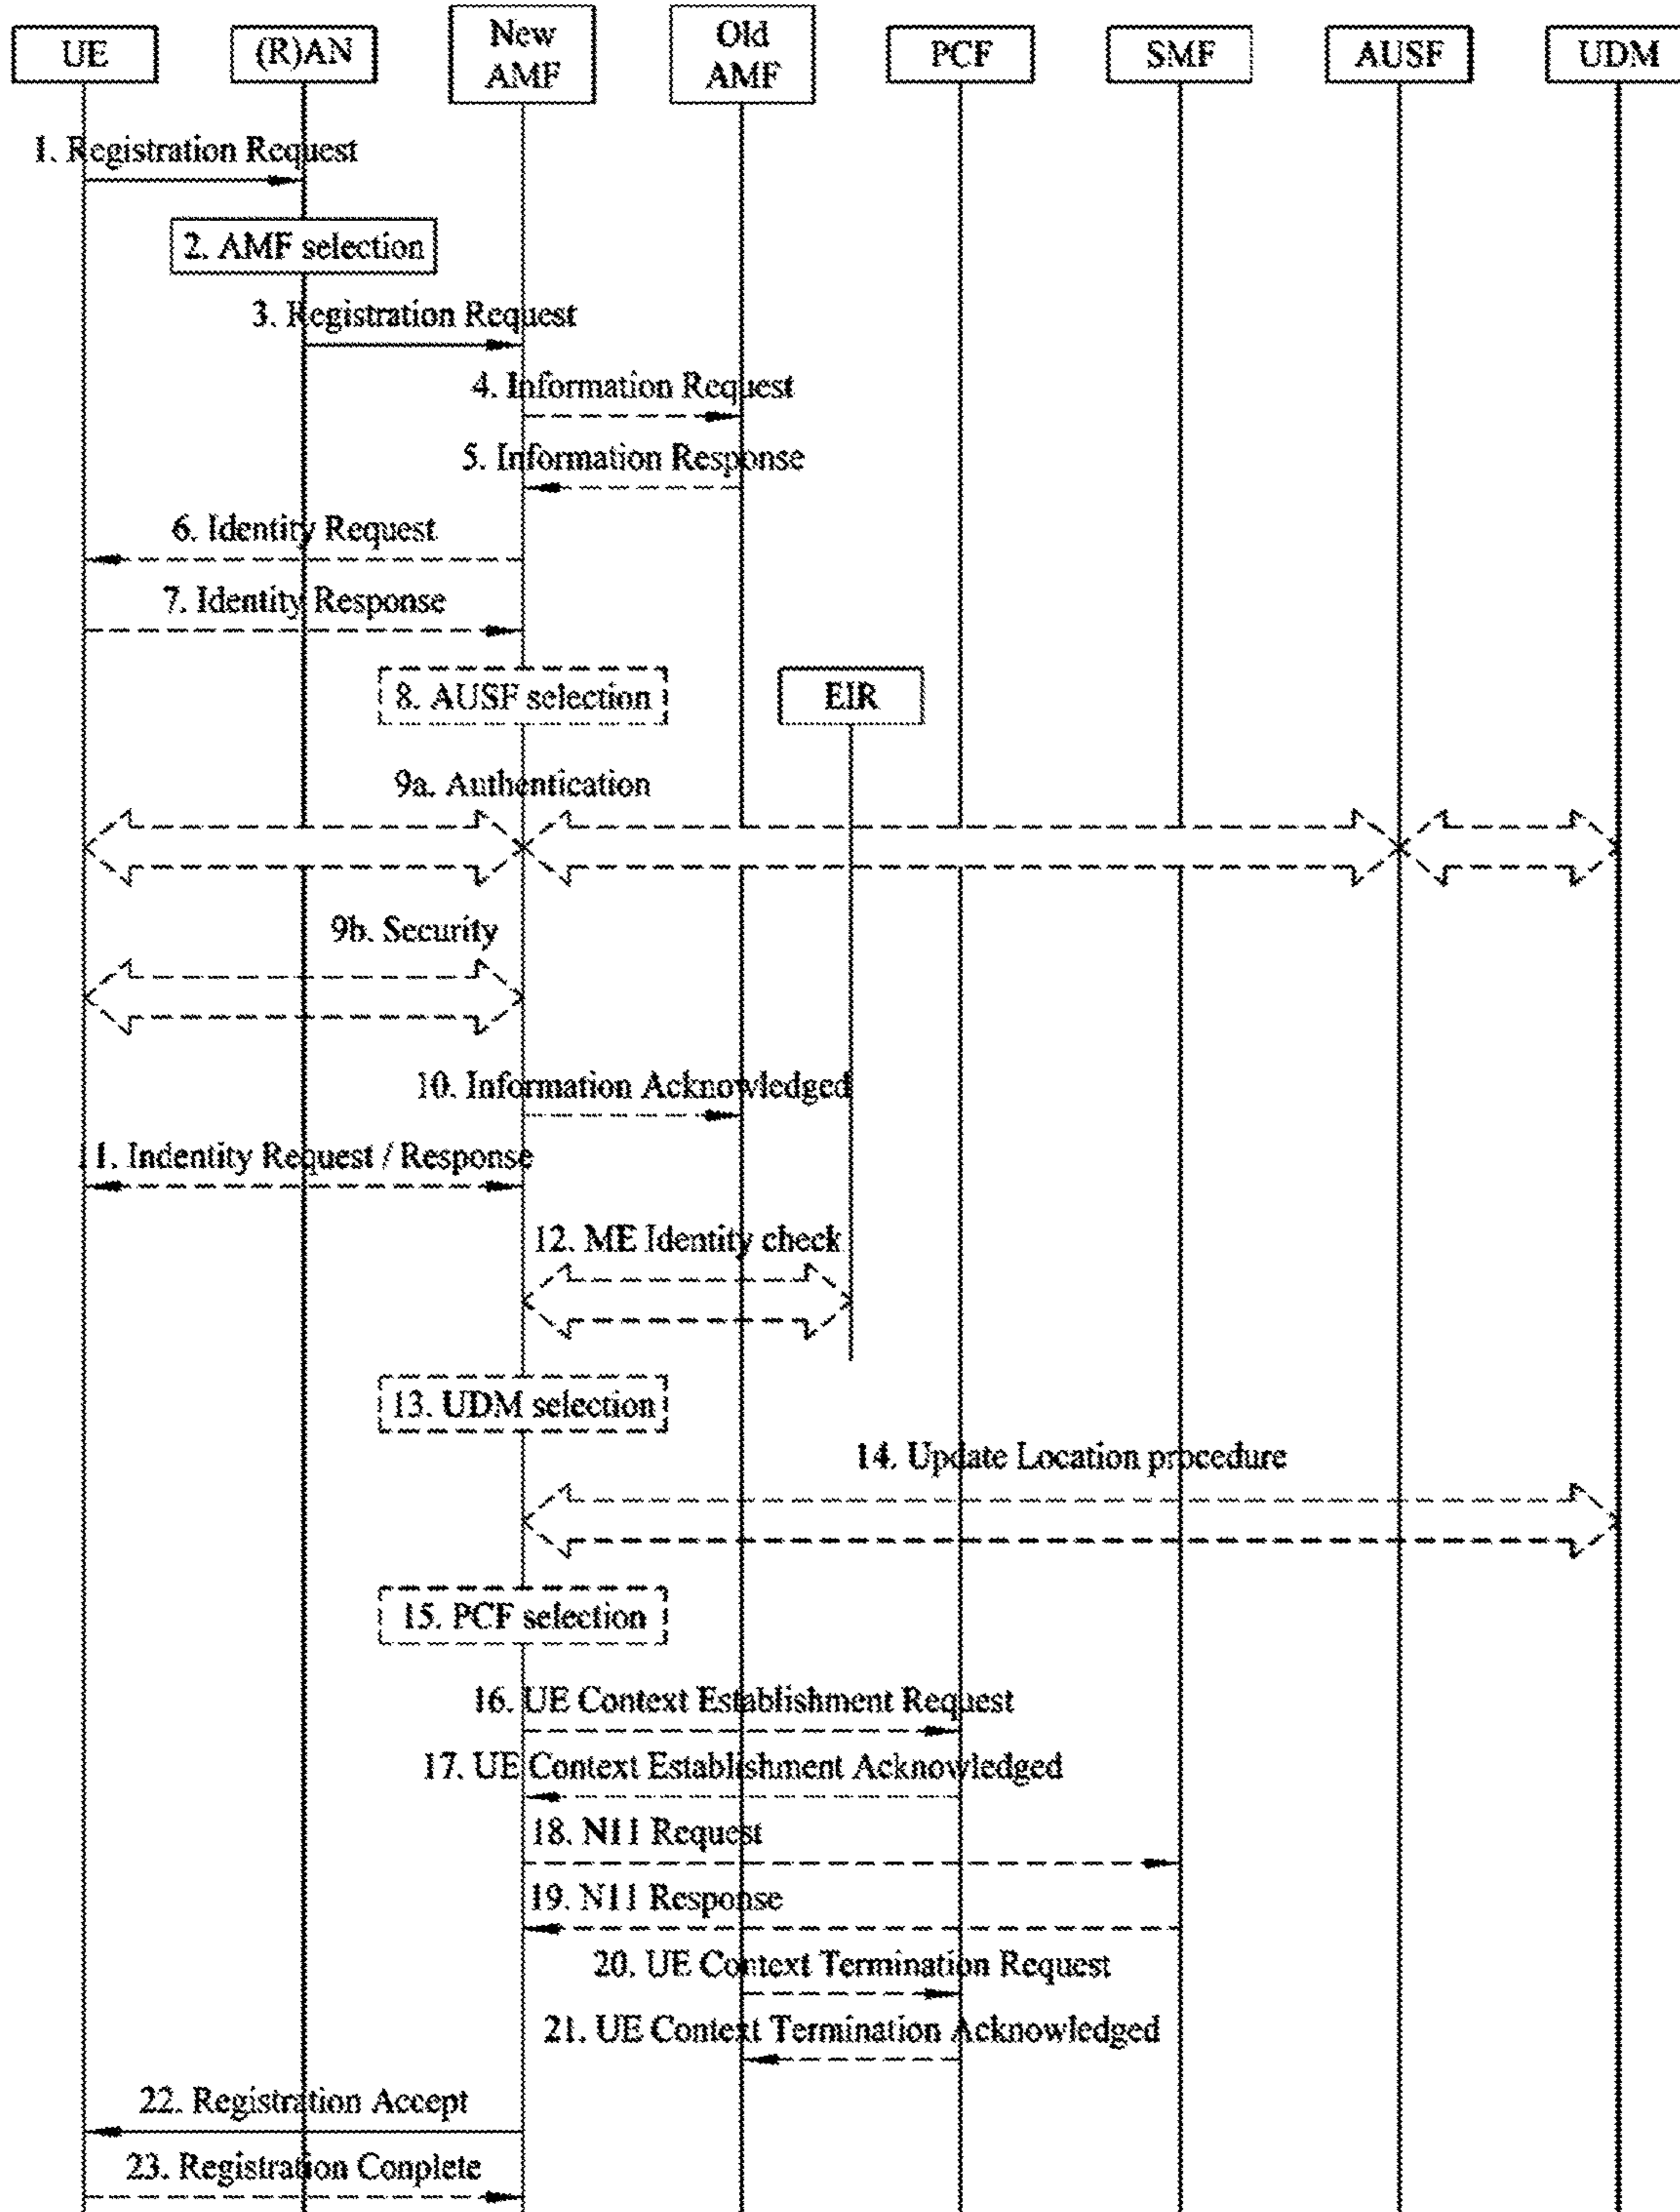 UE
(R)AN
New
AMF
Old
AMF
PCF
SMF
AUSF
UDM
1. Registration Request
2. AMF selection
3. Registration Request
4. Information Request
5. Information Response
6. Identity Request
7. Identity Response
8. AUSF selection
EIR
9a. Authentication
9b. Security
10. Information Acknowledged
11. Indentity Request / Response
12. ME Identity check
13. UDM selection
14. Update Location procedure
15. PCF selection
16. UE Context Establishment Request
17. UE Context Establishment Acknowledged
18. N11 Request
19. N11 Response
20. UE Context Termination Request
21. UE Context Termination Acknowledged
22. Registration Accept
23. Registration Conplete